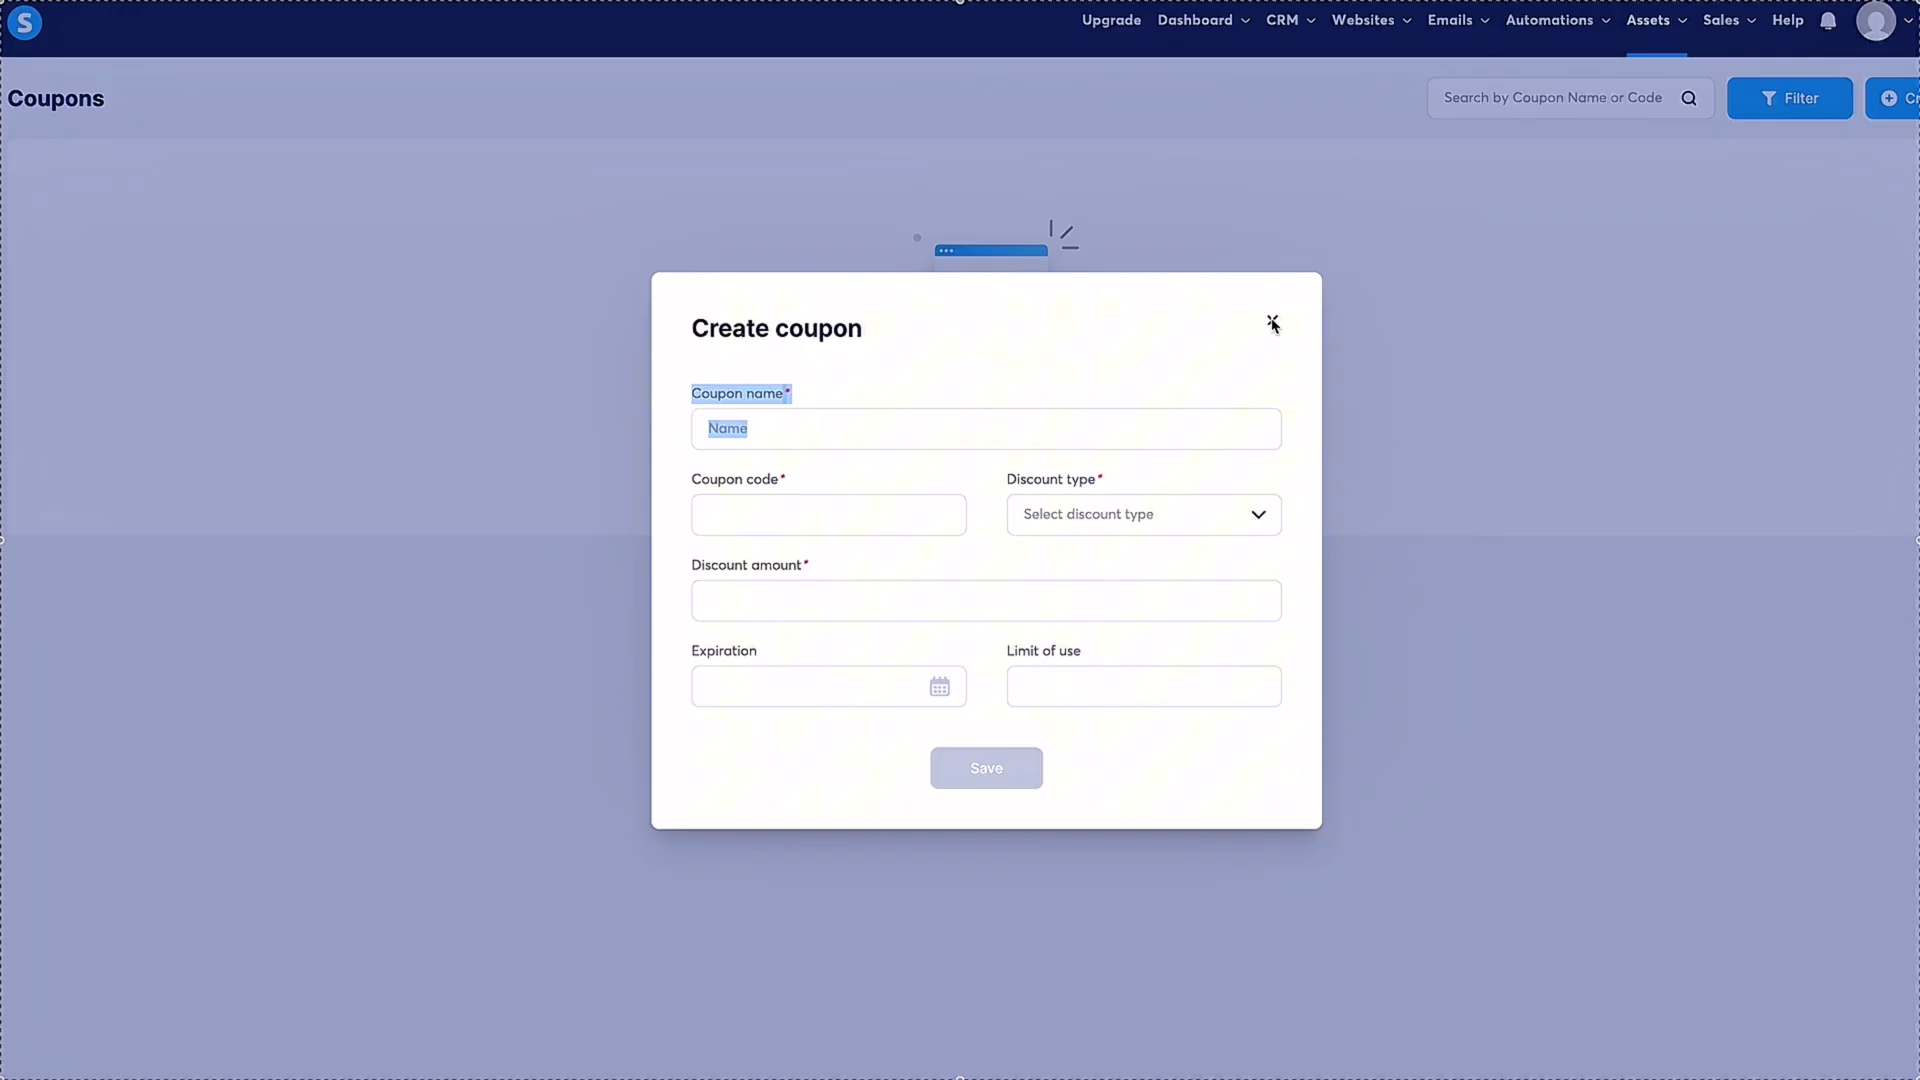 S
Upgrade Dashboard CRM Websites Emails Automations Assets Sales Help
Coupons
Search by Coupon Name or Code
Filter
Create coupon
Coupon name*
Name
Coupon code*
Discount type*
Select discount type
Discount amount*
Expiration
Limit of use
Save